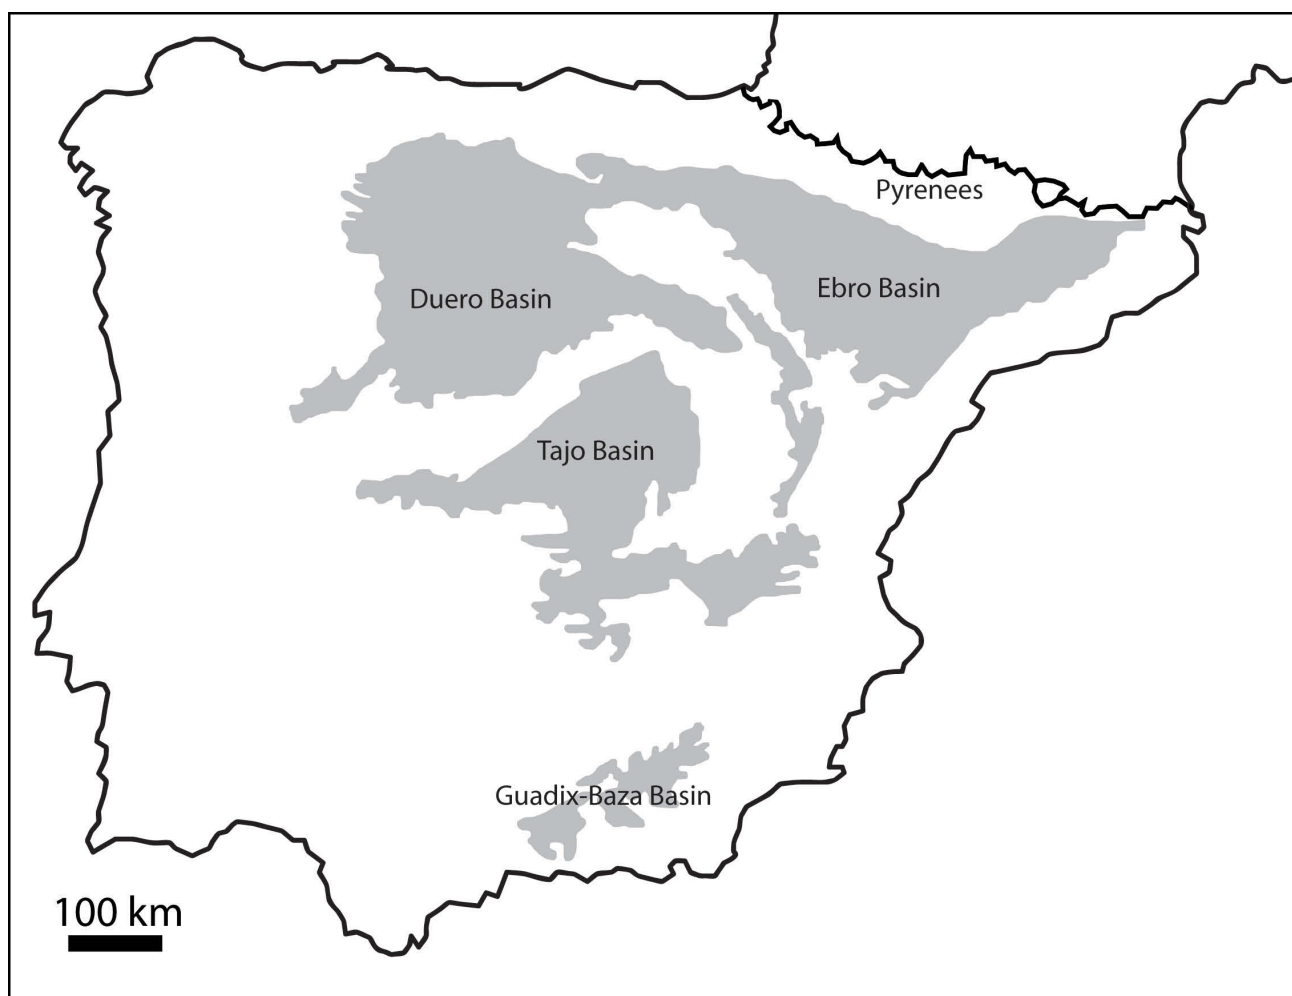 Pyrenees
Ebro Basin
Duero Basin
Tajo Basin
Guadix-Baza Basin
100 km